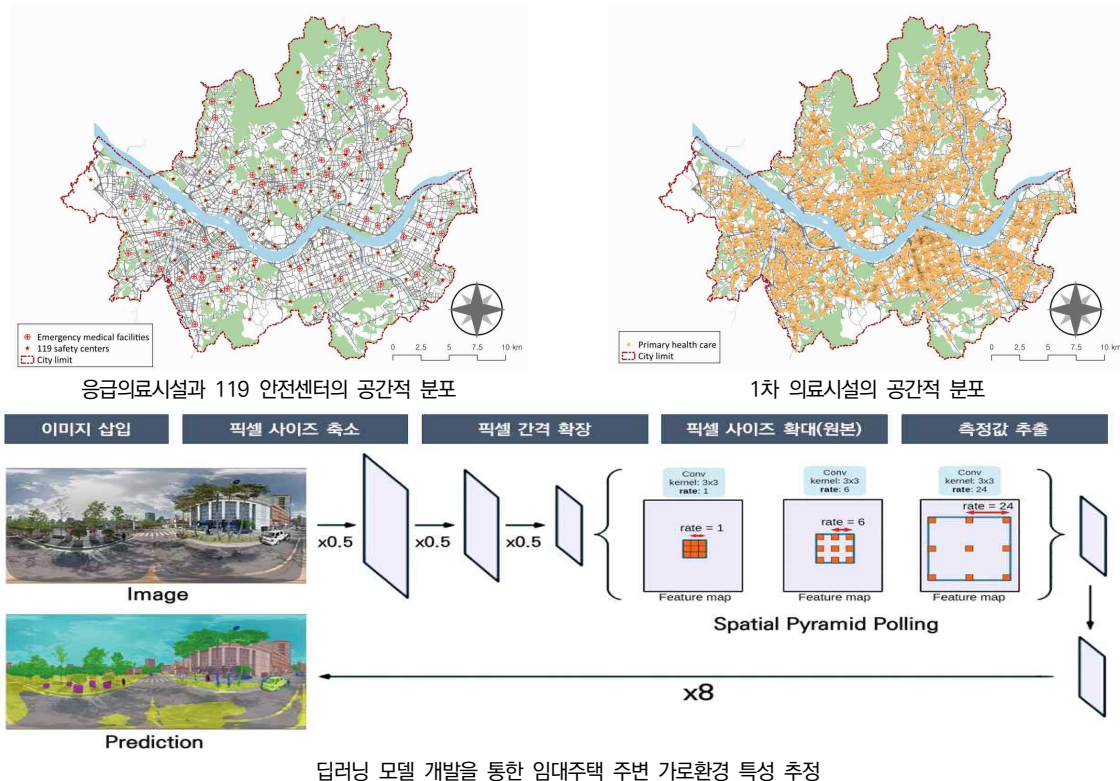 Emergency medical facilities
119 safety centers
City limit
0 2.5 5 7.5 10 km
Primary health care
City limit
0 2.5 5 7.5 10 km
응급의료시설과 119 안전센터의 공간적 분포
1차 의료시설의 공간적 분포
이미지 삽입
픽셀 사이즈 축소
픽셀 간격 확장
픽셀 사이즈 확대(원본)
측정값 추출
Image
x0.5
x0.5
x0.5
Conv
kernel: 3x3
rate: 1
rate = 1
Feature map
Conv
kernel: 3x3
rate: 6
rate = 6
Feature map
Conv
kernel: 3x3
rate: 24
rate = 24
Feature map
Spatial Pyramid Polling
x8
Prediction
딥러닝 모델 개발을 통한 임대주택 주변 가로환경 특성 추정